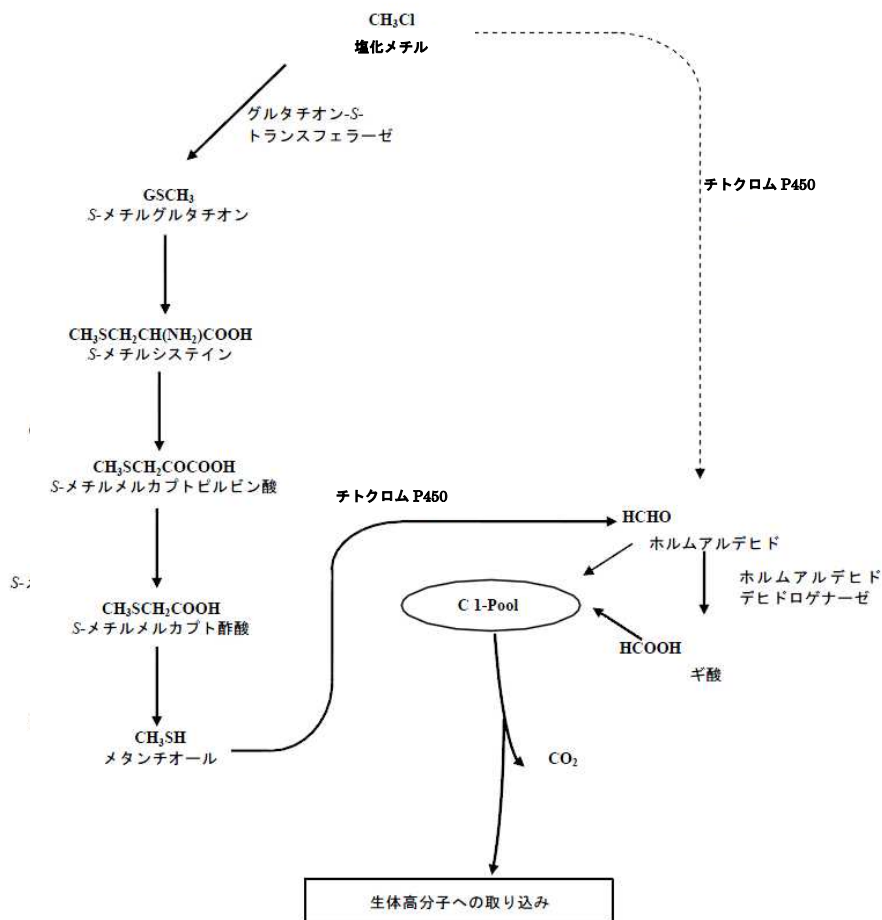 CH₃Cl
塩化メチル
グルタチオン-S-
トランスフェラーゼ
チトクロム P450
GSCH₃
S-メチルグルタチオン
CH₃SCH₂CH(NH₂)COOH
S-メチルシステイン
CH₃SCH₂COCOOH
S-メチルメルカプトピルビン酸
チトクロム P450
HCHO
ホルムアルデヒド
ホルムアルデヒド
デヒドロゲナーゼ
C 1-Pool
S-
CH₃SCH₂COOH
S-メチルメルカプト酢酸
HCOOH
ギ酸
CH₃SH
メタンチオール
CO₂
生体高分子への取り込み